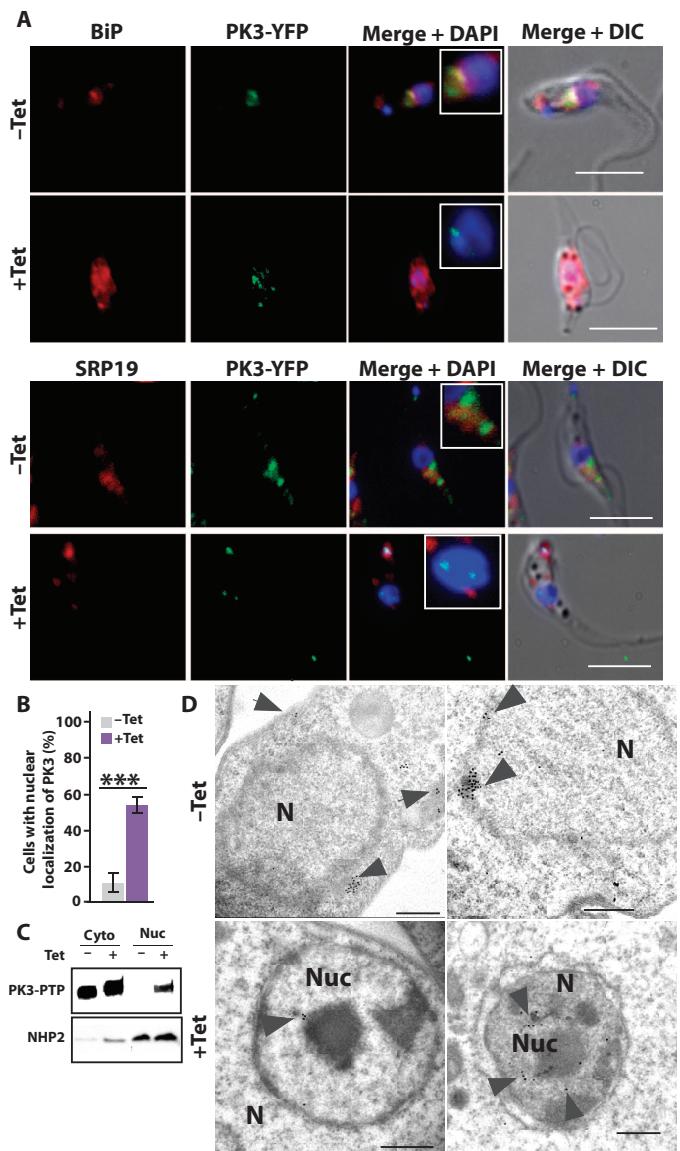 A
BiP PK3-YFP Merge + DAPI Merge + DIC
–Tet
+Tet
SRP19 PK3-YFP Merge + DAPI Merge + DIC
–Tet
+Tet
B
Cells with nuclear
localization of PK3 (%)
100
80
60
40
20
0
–Tet
+Tet
***
C
Cyto Nuc
Tet – + – +
PK3-PTP
NHP2
D
–Tet
N
N
+Tet
Nuc
N
N
Nuc